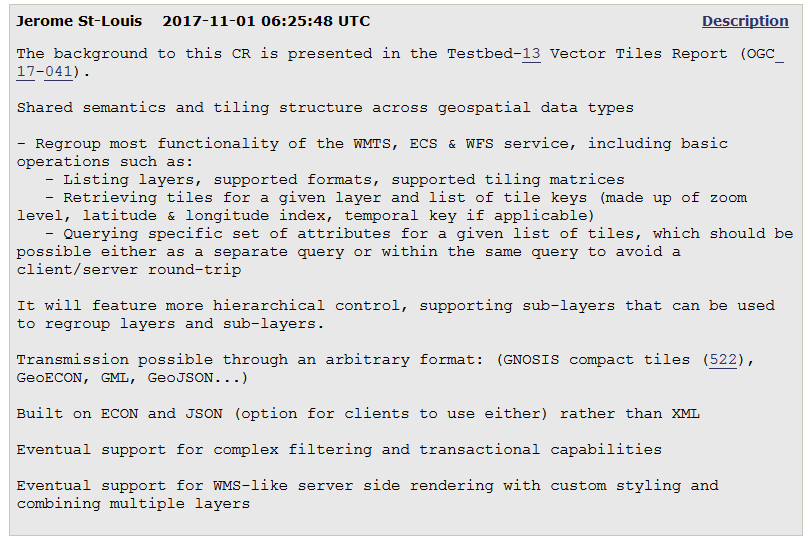 Jerome St-Louis 2017-11-01 06:25:48 UTC Description
The background to this CR is presented in the Testbed-13 Vector Tiles Report (OGC_
17-041).
Shared semantics and tiling structure across geospatial data types
- Regroup most functionality of the WMTS, ECS & WFS service, including basic
operations such as:
- Listing layers, supported formats, supported tiling matrices
- Retrieving tiles for a given layer and list of tile keys (made up of zoom
level, latitude & longitude index, temporal key if applicable)
- Querying specific set of attributes for a given list of tiles, which should be
possible either as a separate query or within the same query to avoid a
client/server round-trip
It will feature more hierarchical control, supporting sub-layers that can be used
to regroup layers and sub-layers.
Transmission possible through an arbitrary format: (GNOSIS compact tiles (522),
GeoECON, GML, GeoJSON...)
Built on ECON and JSON (option for clients to use either) rather than XML
Eventual support for complex filtering and transactional capabilities
Eventual support for WMS-like server side rendering with custom styling and
combining multiple layers